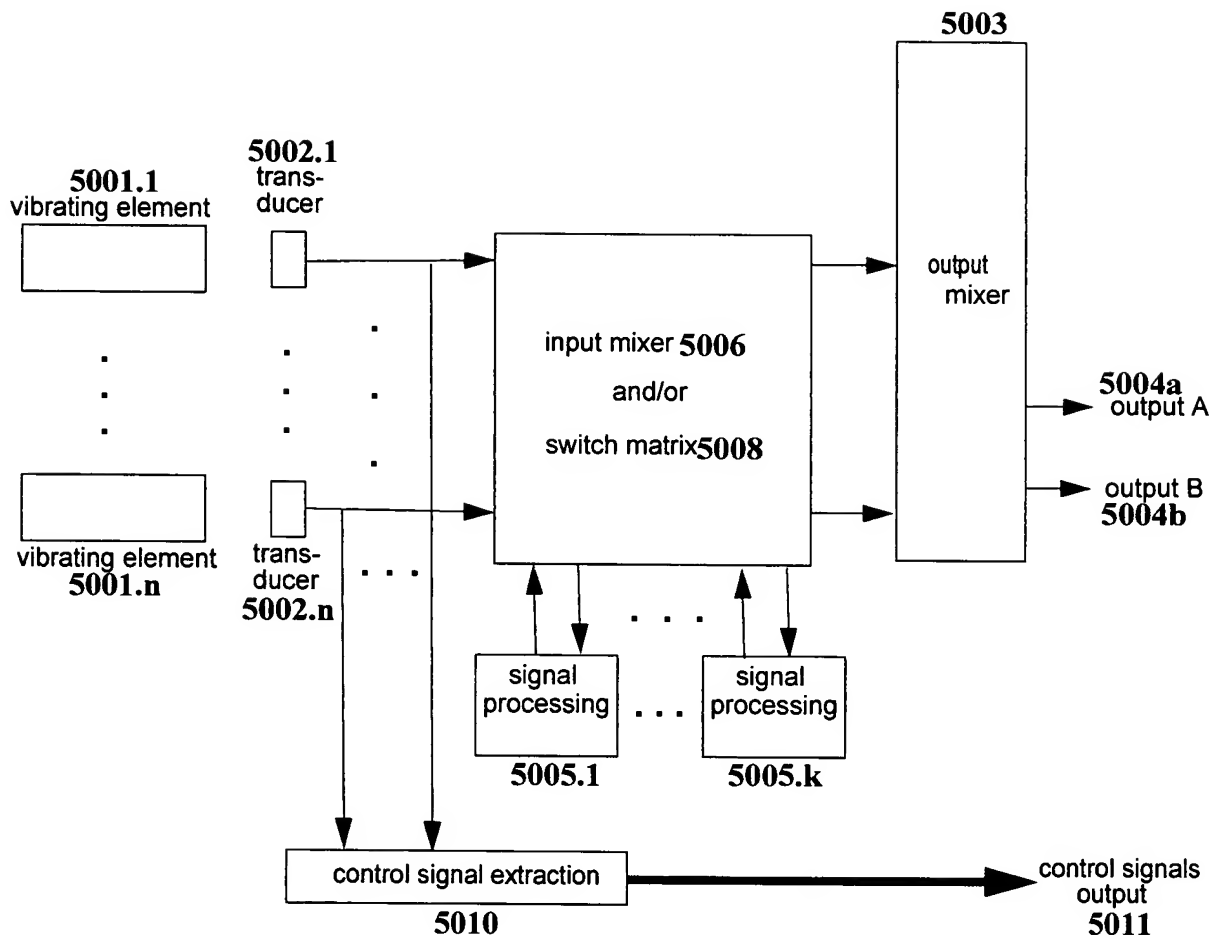 5003
5002.1
trans-
ducer
5001.1
vibrating element
output
mixer
input mixer 5006
and/or
switch matrix5008
5004a
output A
output B
5004b
vibrating element
5001.n
trans-
ducer
5002.n
signal
processing
5005.1
signal
processing
5005.k
control signal extraction
5010
control signals
output
5011